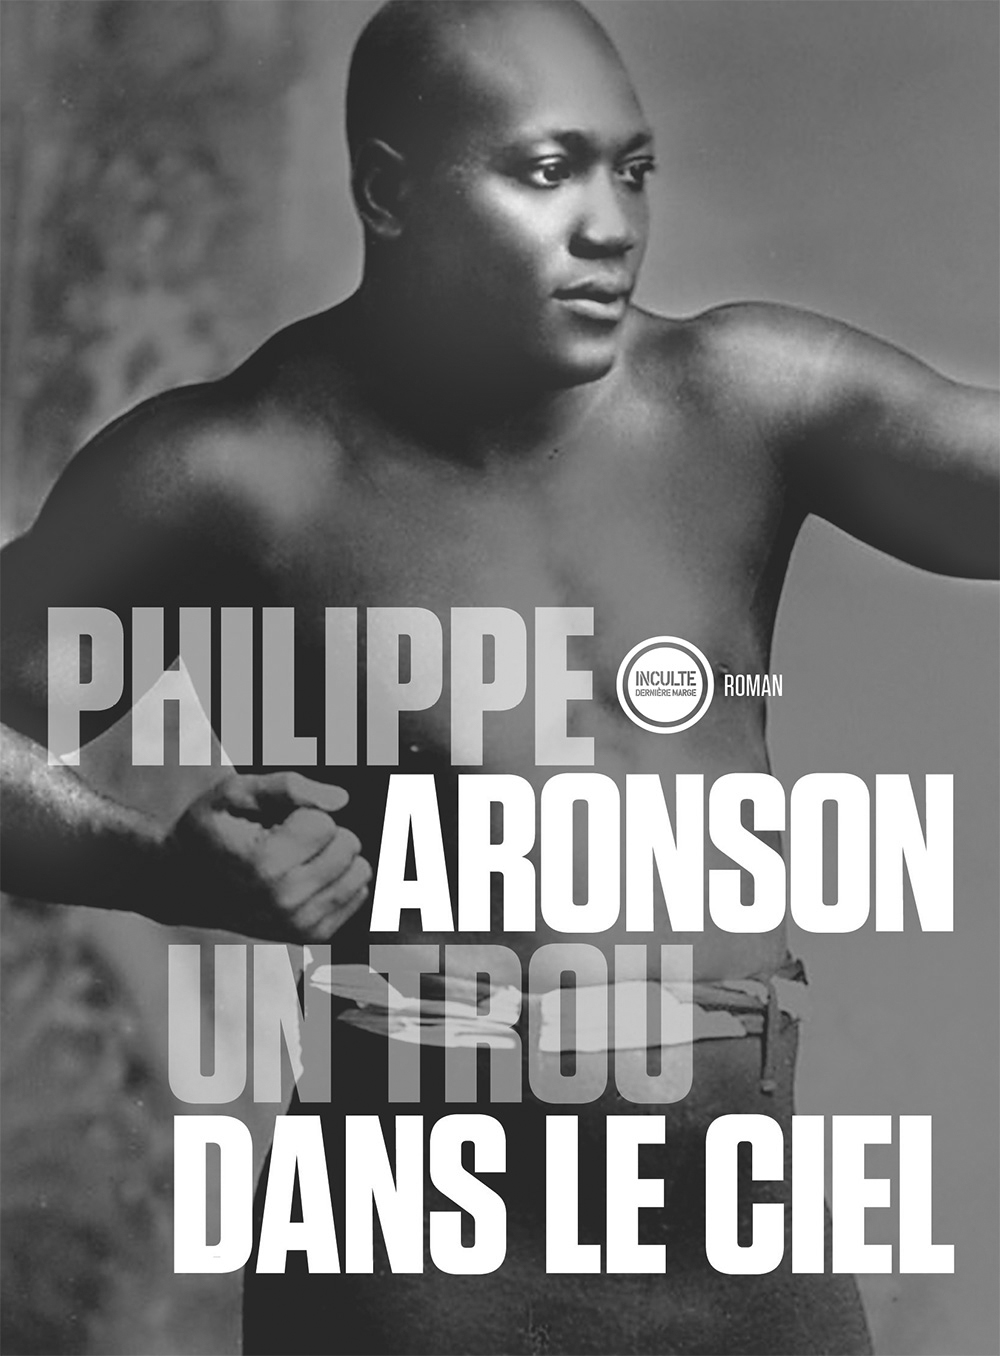 PHILIPPE
INCULTE
DERNIÈRE MARGE
ROMAN
ARONSON
UN TROU
DANS LE CIEL